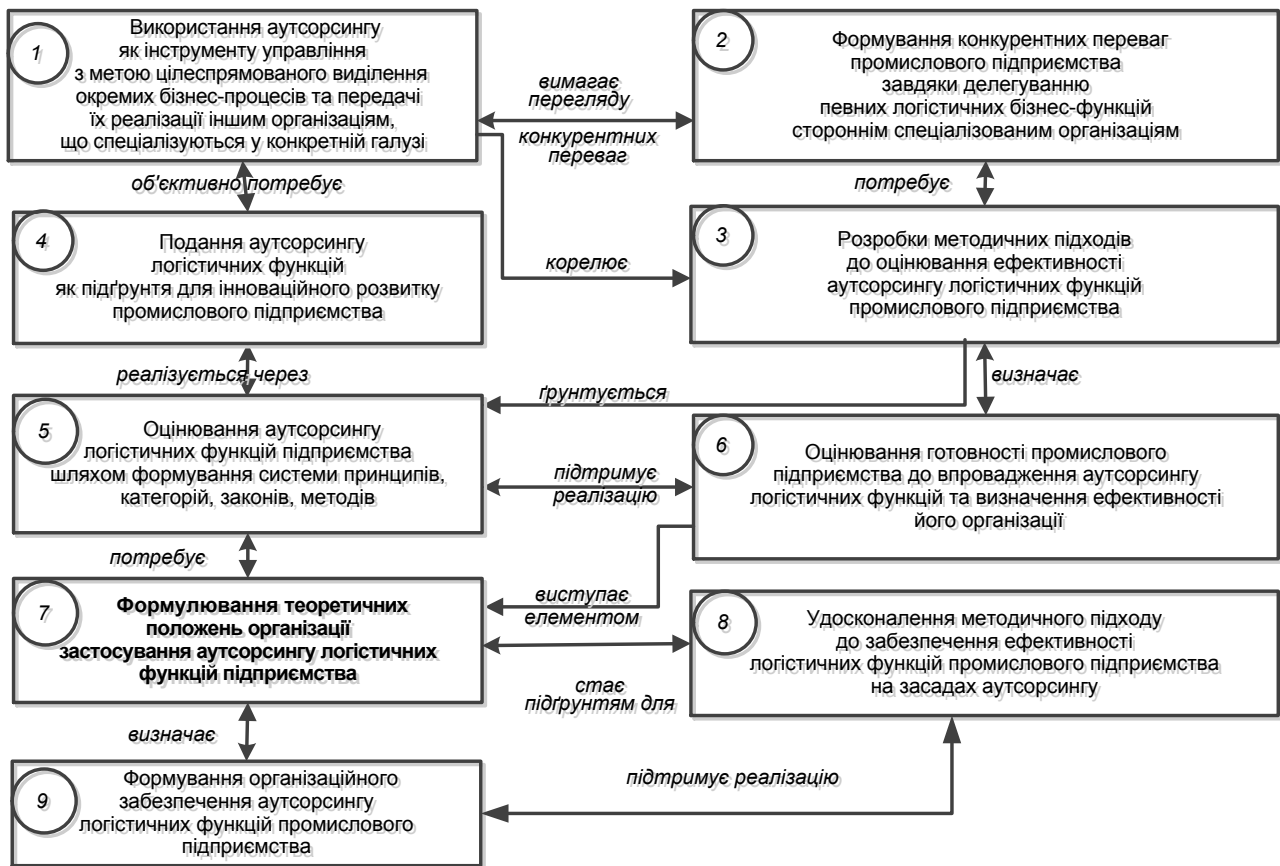 1
Використання аутсорсингу
як інструменту управління
з метою цілеспрямованого виділення
окремих бізнес-процесів та передачі
їх реалізації іншим організаціям,
що спеціалізуються у конкретній галузі
вимагає
перегляду
конкурентних
переваг
2
Формування конкурентних переваг
промислового підприємства
завдяки делегуванню
певних логістичних бізнес-функцій
стороннім спеціалізованим організаціям
об'єктивно потребує
потребує
4
Подання аутсорсингу
логістичних функцій
як підґрунтя для інноваційного розвитку
промислового підприємства
корелює
3
Розробки методичних підходів
до оцінювання ефективності
аутсорсингу логістичних функцій
промислового підприємства
реалізується через
ґрунтується
визначає
5
Оцінювання аутсорсингу
логістичних функцій підприємства
шляхом формування системи принципів,
категорій, законів, методів
підтримує
реалізацію
6
Оцінювання готовності промислового
підприємства до впровадження аутсорсингу
логістичних функцій та визначення ефективності
його організації
потребує
7
Формулювання теоретичних
положень організації
застосування аутсорсингу логістичних
функцій підприємства
виступає
елементом
стає
підґрунтям для
8
Удосконалення методичного підходу
до забезпечення ефективності
логістичних функцій промислового підприємства
на засадах аутсорсингу
визначає
9
Формування організаційного
забезпечення аутсорсингу
логістичних функцій промислового
підприємства
підтримує реалізацію